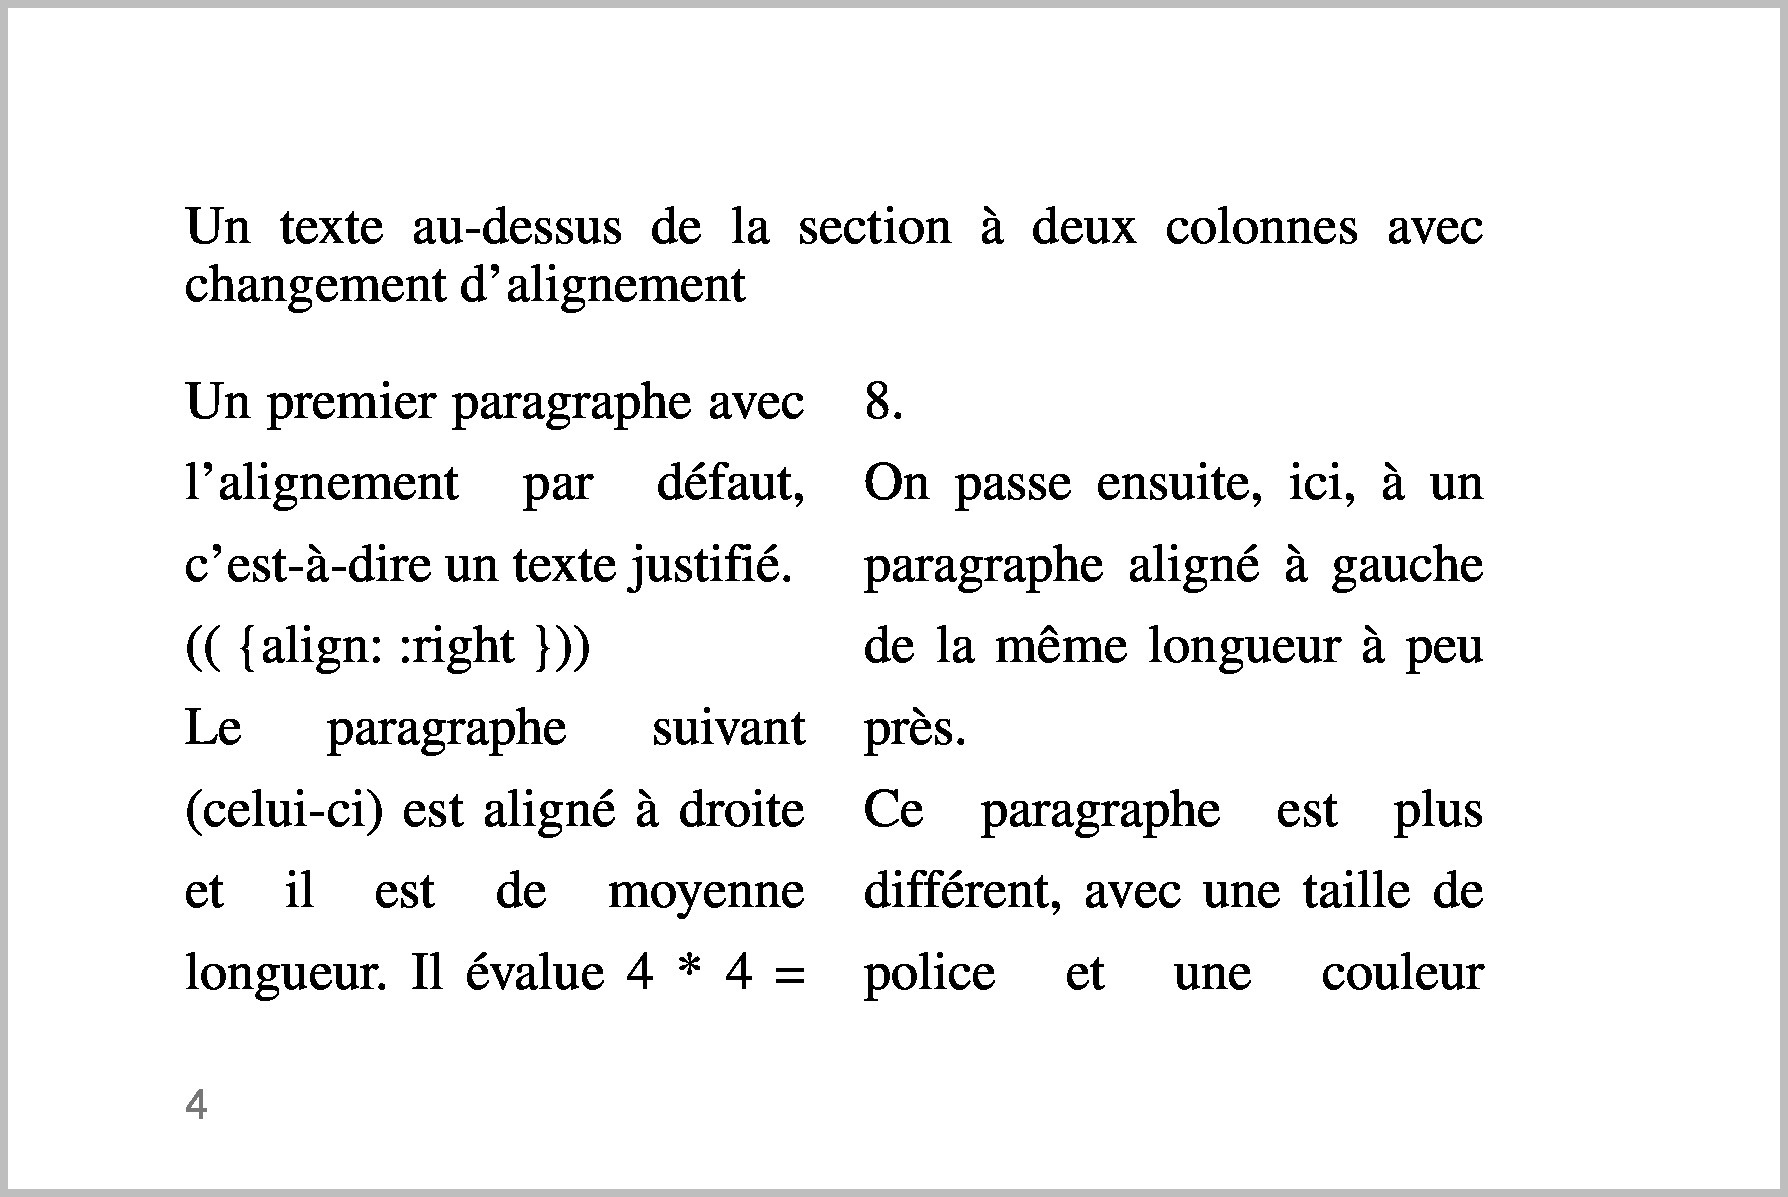 Un texte au-dessus de la section à deux colonnes avec
changement d’alignement
Un premier paragraphe avec
l’alignement par défaut,
c’est-à-dire un texte justifié.
(( {align: :right }))
Le paragraphe suivant
(celui-ci) est aligné à droite
et il est de moyenne
longueur. Il évalue 4 * 4 =
8.
On passe ensuite, ici, à un
paragraphe aligné à gauche
de la même longueur à peu
près.
Ce paragraphe est plus
différent, avec une taille de
police et une couleur
4